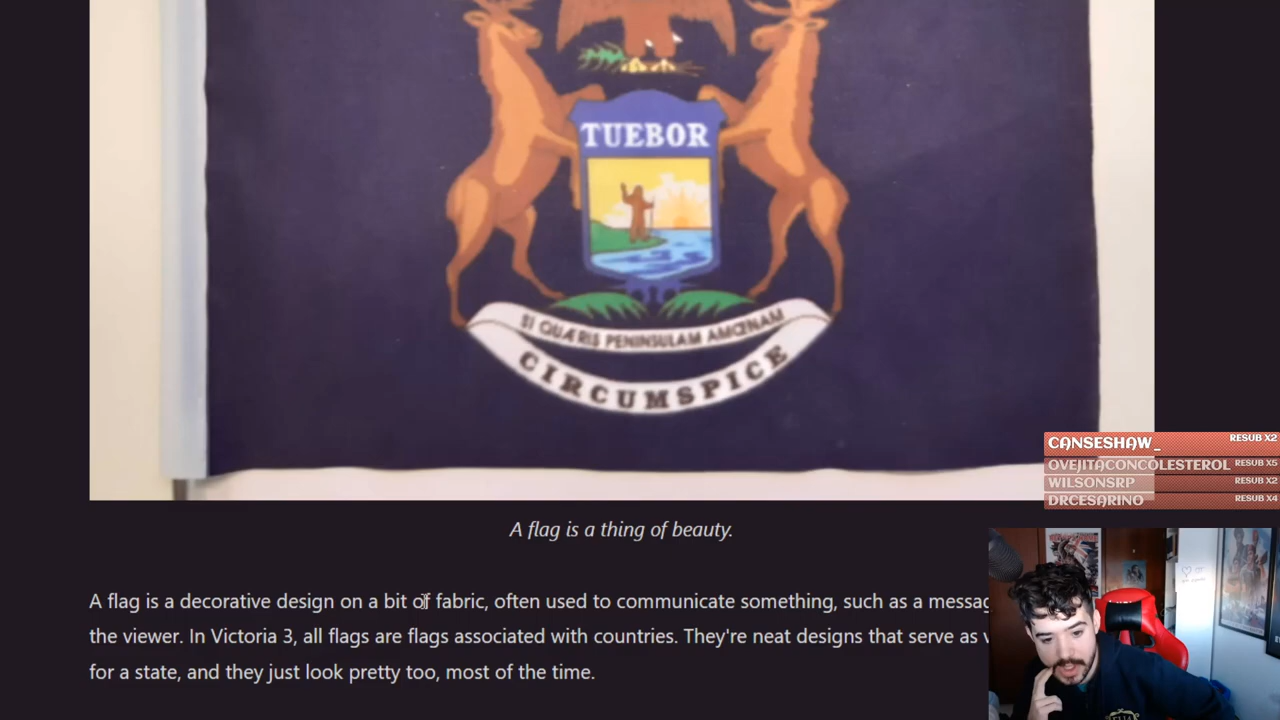 TUEBOR
SI QUÆRIS PENINSULAM AMŒNAM
CIRCUMSPICE
CANSESHAW_ RESUB X2
OVEJITACONCOLESTEROL RESUB X5
WILSONSRP RESUB X2
DRCESARINO RESUB X4
A flag is a thing of beauty.
A flag is a decorative design on a bit of fabric, often used to communicate something, such as a messag
the viewer. In Victoria 3, all flags are flags associated with countries. They're neat designs that serve as
for a state, and they just look pretty too, most of the time.